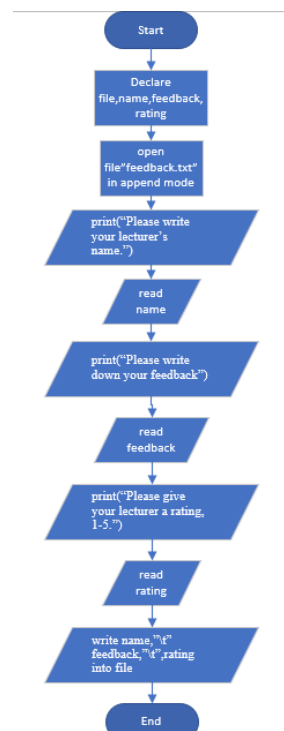 Start
Declare
file,name,feedback,
rating
open
file"feedback.txt"
in append mode
print(“Please write
your lecturer’s
name.”)
read
name
print(“Please write
down your feedback”)
read
feedback
print(“Please give
your lecturer a rating,
1-5.”)
read
rating
write name,”\t”
feedback,”\t”,rating
into file
End